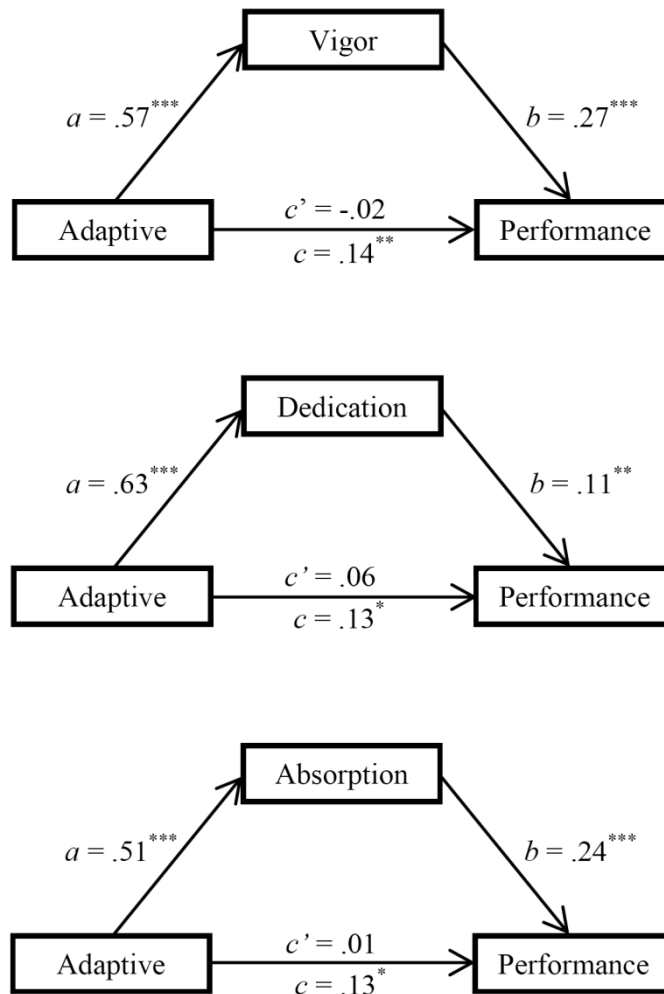 Vigor
a = .57***
b = .27***
Adaptive
c’ = -.02
c = .14**
Performance
Dedication
a = .63***
b = .11**
Adaptive
c’ = .06
c = .13*
Performance
Absorption
a = .51***
b = .24***
Adaptive
c’ = .01
c = .13*
Performance